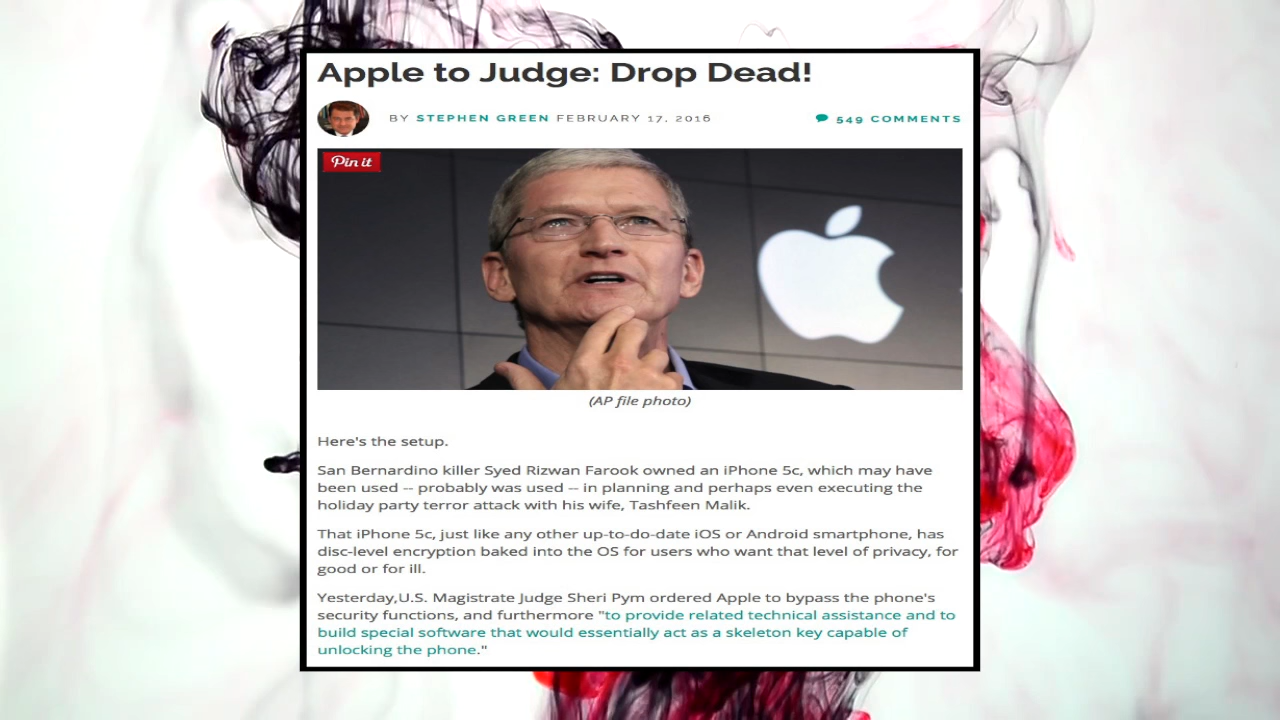 Apple to Judge: Drop Dead!
BY STEPHEN GREEN FEBRUARY 17, 2016
549 COMMENTS
Pin it
(AP file photo)
Here's the setup.
San Bernardino killer Syed Rizwan Farook owned an iPhone 5c, which may have
been used -- probably was used -- in planning and perhaps even executing the
holiday party terror attack with his wife, Tashfeen Malik.
That iPhone 5c, just like any other up-to-do-date iOS or Android smartphone, has
disc-level encryption baked into the OS for users who want that level of privacy, for
good or for ill.
Yesterday,U.S. Magistrate Judge Sheri Pym ordered Apple to bypass the phone's
security functions, and furthermore "to provide related technical assistance and to
build special software that would essentially act as a skeleton key capable of
unlocking the phone."